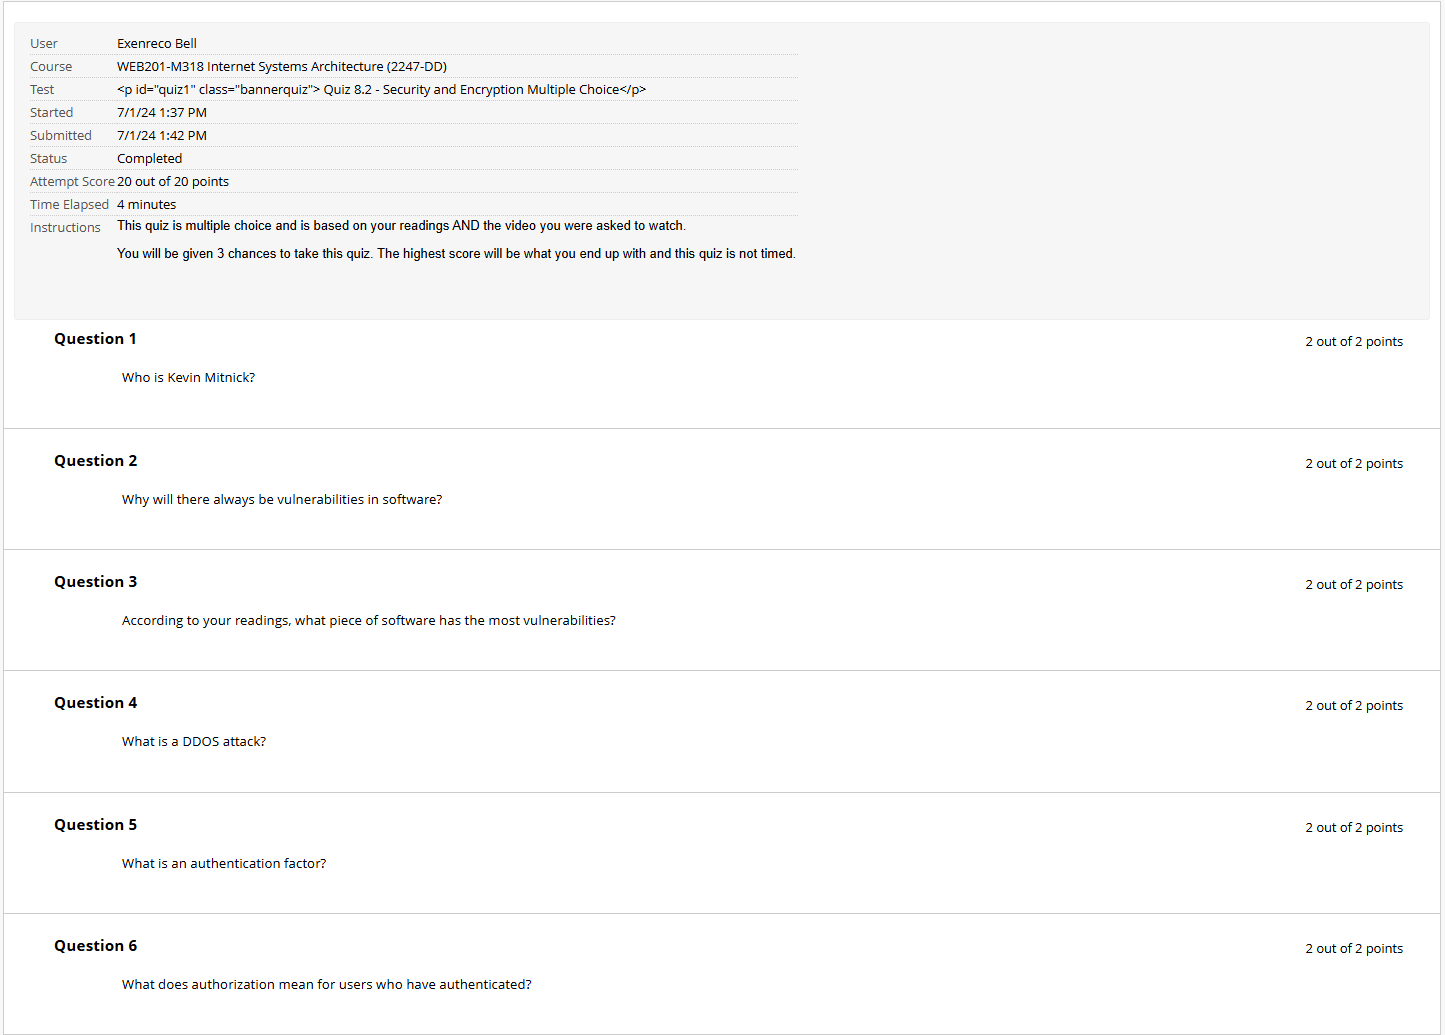 User Exenreco Bell
Course WEB201-M318 Internet Systems Architecture (2247-DD)
Test <p id="quiz1" class="bannerquiz"> Quiz 8.2 - Security and Encryption Multiple Choice</p>
Started 7/1/24 1:37 PM
Submitted 7/1/24 1:42 PM
Status Completed
Attempt Score 20 out of 20 points
Time Elapsed 4 minutes
Instructions This quiz is multiple choice and is based on your readings AND the video you were asked to watch.
You will be given 3 chances to take this quiz. The highest score will be what you end up with and this quiz is not timed.
Question 1 2 out of 2 points
Who is Kevin Mitnick?
Question 2 2 out of 2 points
Why will there always be vulnerabilities in software?
Question 3 2 out of 2 points
According to your readings, what piece of software has the most vulnerabilities?
Question 4 2 out of 2 points
What is a DDOS attack?
Question 5 2 out of 2 points
What is an authentication factor?
Question 6 2 out of 2 points
What does authorization mean for users who have authenticated?